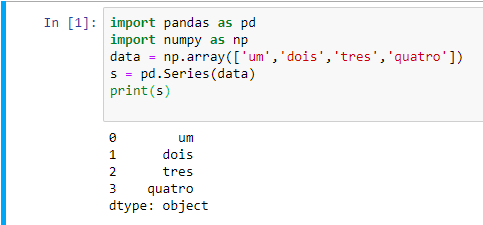 In [1]: import pandas as pd
import numpy as np
data = np.array(['um','dois','tres','quatro'])
s = pd.Series(data)
print(s)
0        um
1      dois
2      tres
3    quatro
dtype: object